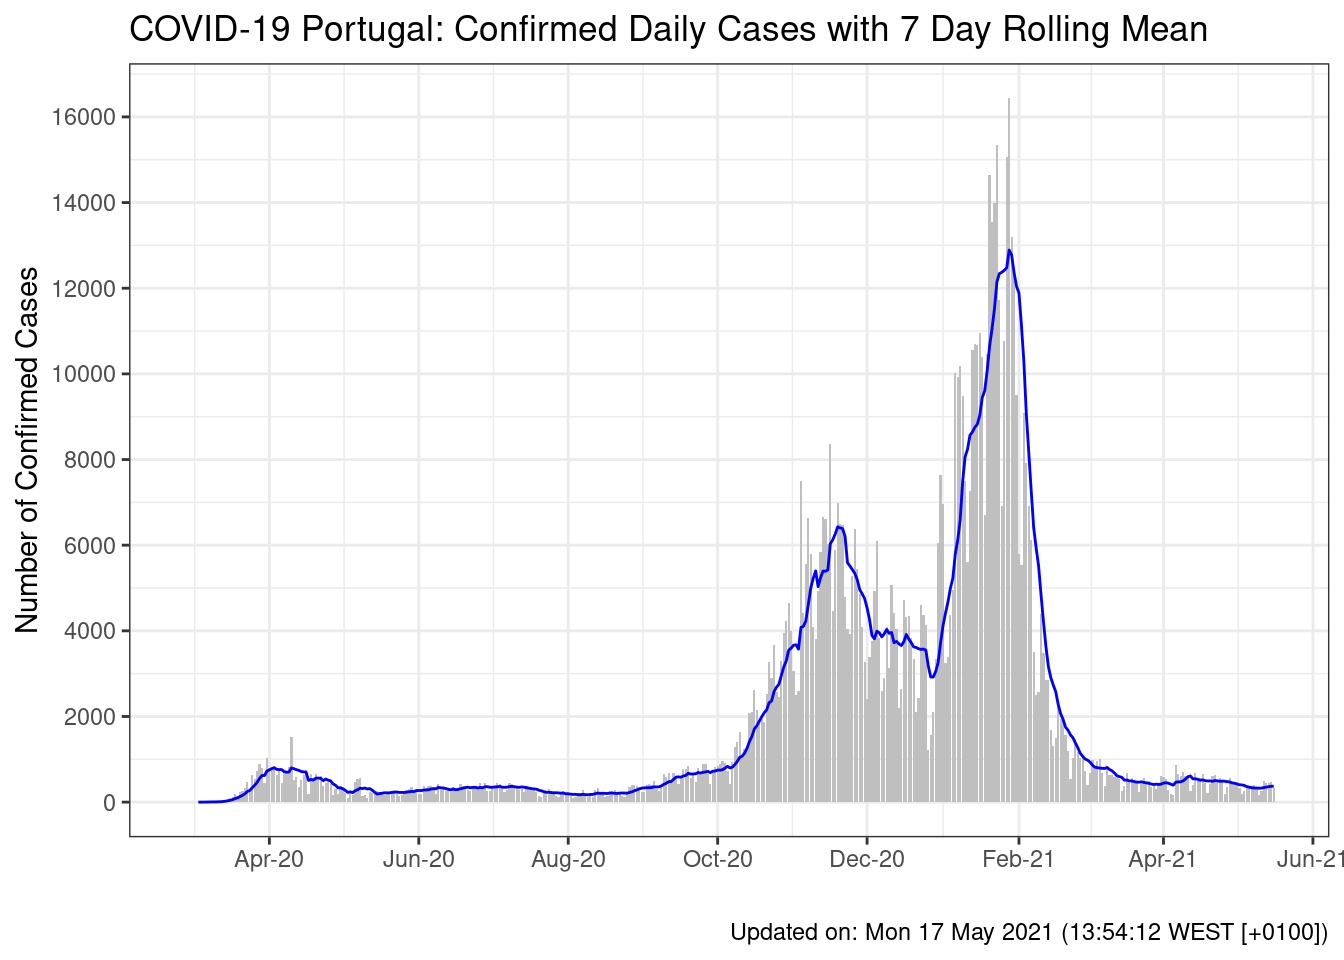 COVID-19 Portugal: Confirmed Daily Cases with 7 Day Rolling Mean
Number of Confirmed Cases
16000
14000
12000
10000
8000
6000
4000
2000
0
Apr-20 Jun-20 Aug-20 Oct-20 Dec-20 Feb-21 Apr-21 Jun-21
Updated on: Mon 17 May 2021 (13:54:12 WEST [+0100])